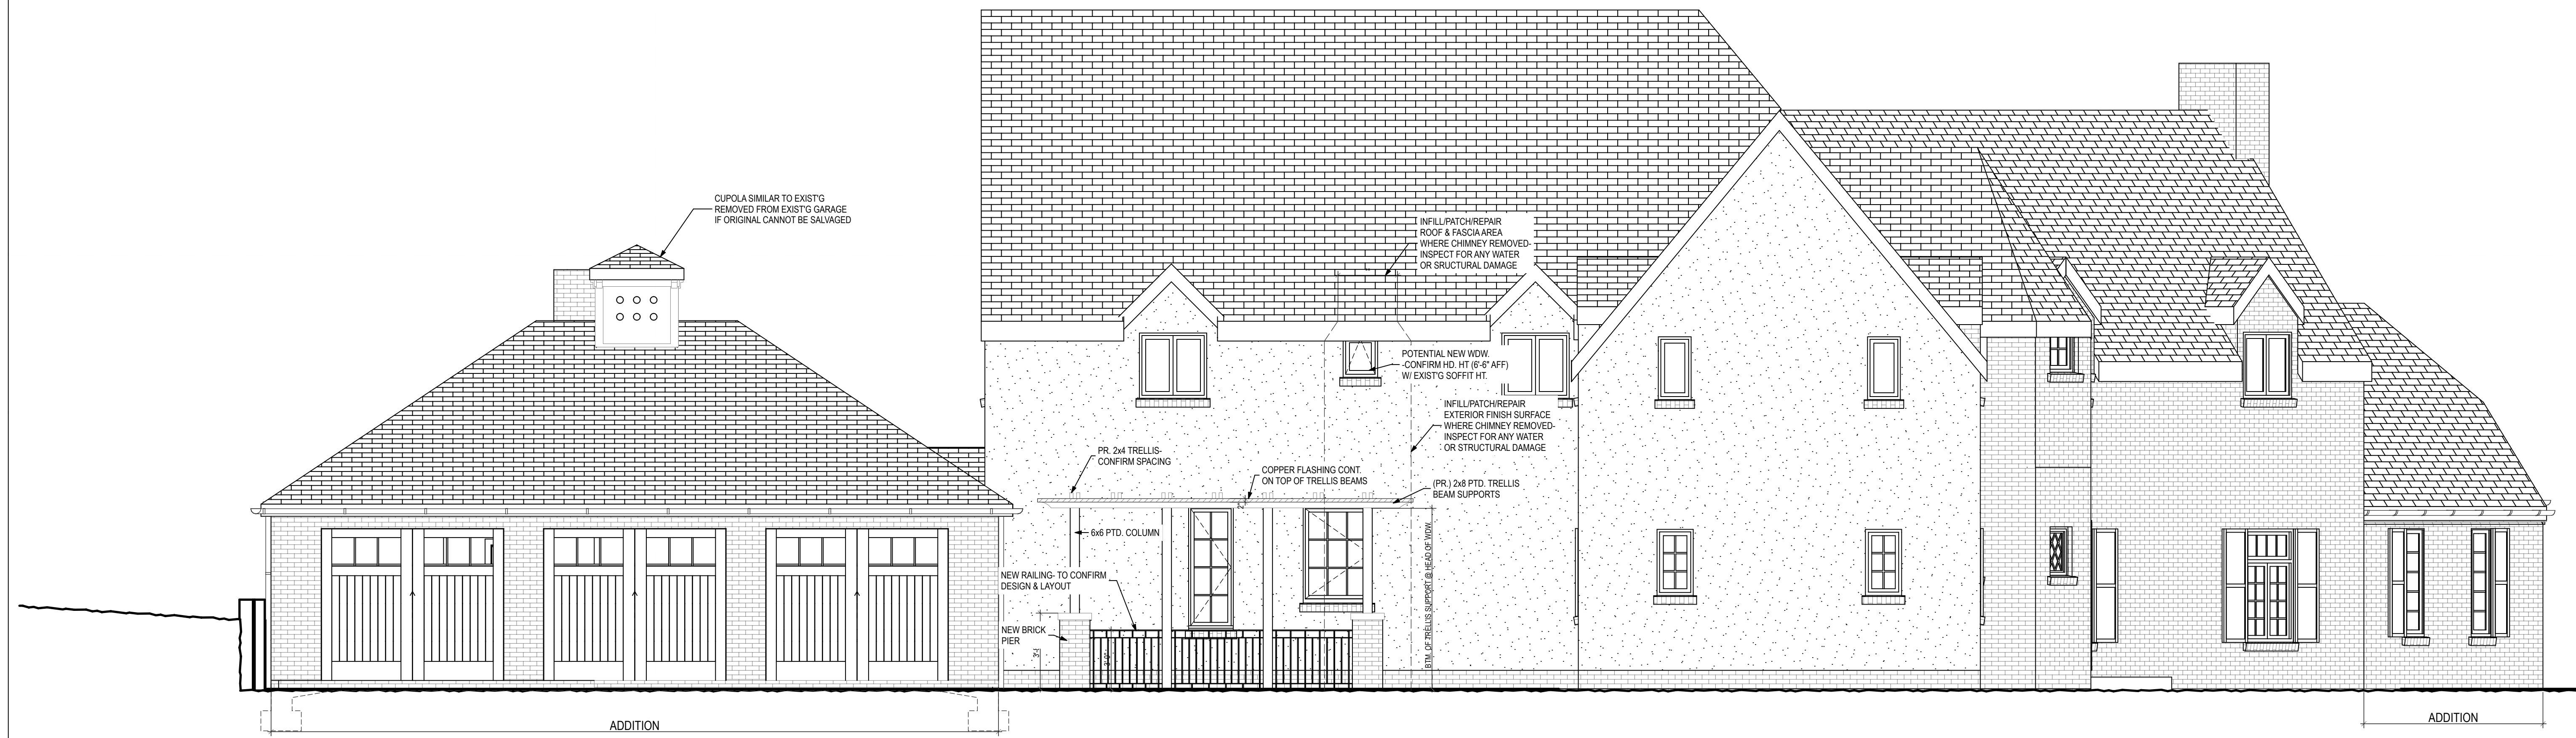 CUPOLA SIMILAR TO EXIST'G
REMOVED FROM EXIST'G GARAGE
IF ORIGINAL CANNOT BE SALVAGED
INFILL/PATCH/REPAIR
ROOF & FASCIA AREA
WHERE CHIMNEY REMOVED-
INSPECT FOR ANY WATER
OR SRUCTURAL DAMAGE
POTENTIAL NEW WDW.
-CONFIRM HD. HT (6'-6" AFF)
W/ EXIST'G SOFFIT HT.
INFILL/PATCH/REPAIR
EXTERIOR FINISH SURFACE
WHERE CHIMNEY REMOVED-
INSPECT FOR ANY WATER
OR STRUCTURAL DAMAGE
PR. 2x4 TRELLIS-
CONFIRM SPACING
COPPER FLASHING CONT.
ON TOP OF TRELLIS BEAMS
(PR.) 2x8 PTD. TRELLIS
BEAM SUPPORTS
2"
6x6 PTD. COLUMN
NEW RAILING- TO CONFIRM
DESIGN & LAYOUT
NEW BRICK
PIER
3'-0"
BTM. OF TRELLIS SUPPORT @ HEAD OF WDW.
ADDITION
ADDITION